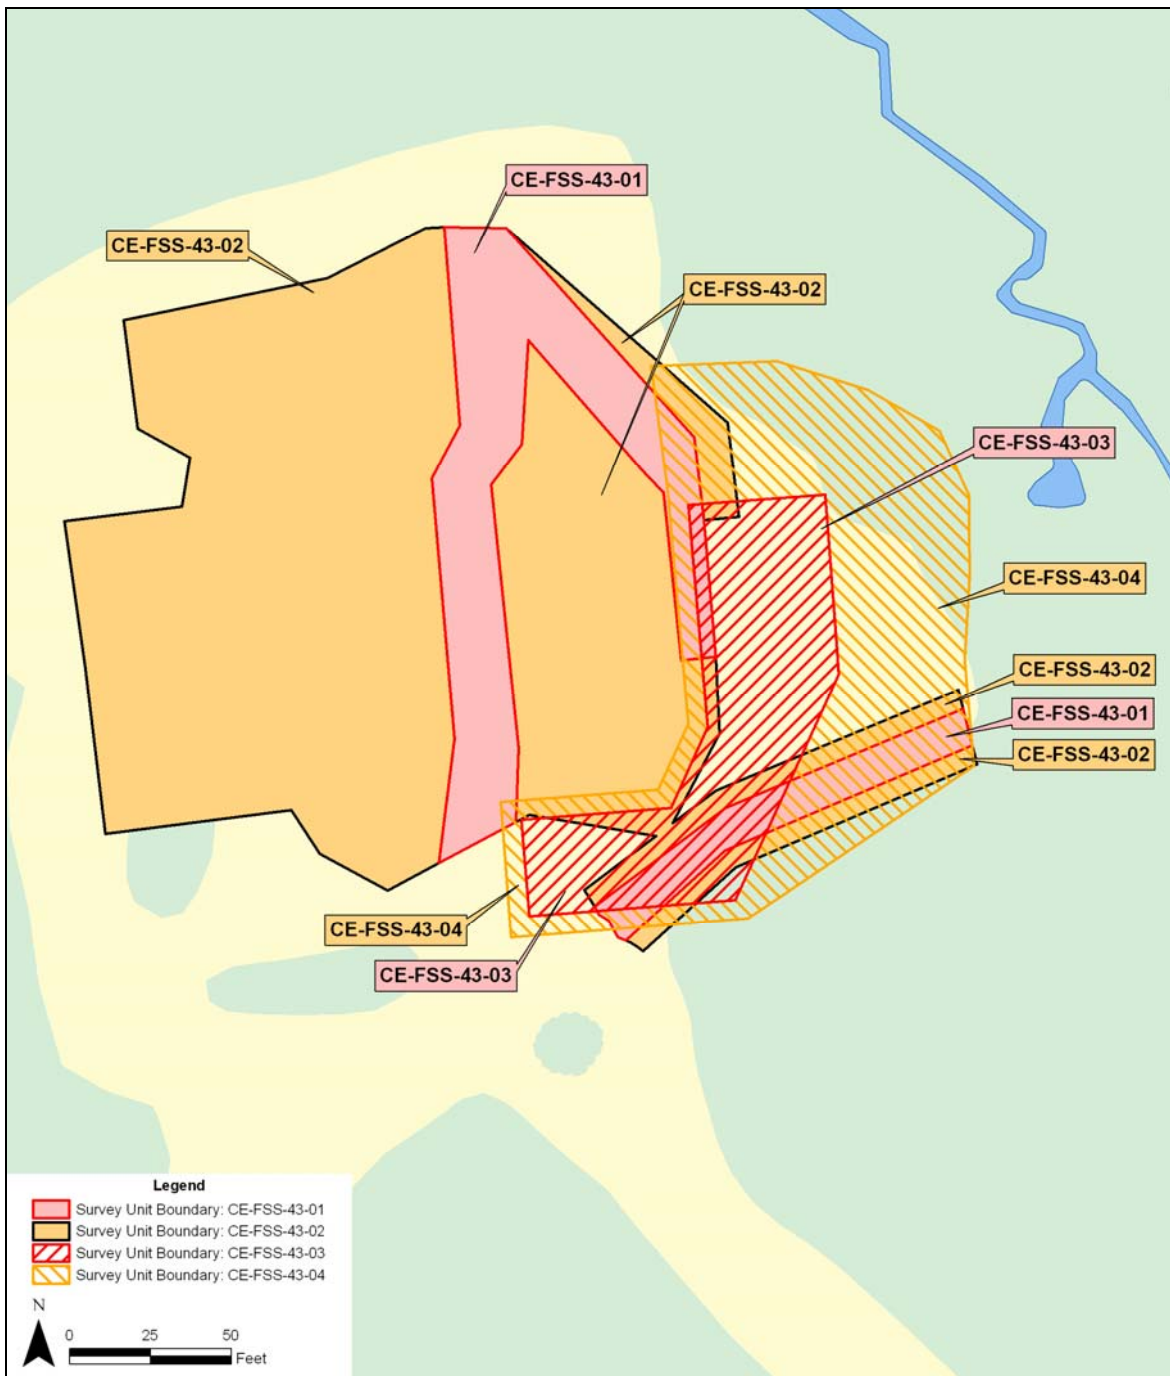 CE-FSS-43-01
CE-FSS-43-02
CE-FSS-43-02
CE-FSS-43-03
CE-FSS-43-04
CE-FSS-43-02
CE-FSS-43-01
CE-FSS-43-02
CE-FSS-43-04
CE-FSS-43-03
Legend
Survey Unit Boundary: CE-FSS-43-01
Survey Unit Boundary: CE-FSS-43-02
Survey Unit Boundary: CE-FSS-43-03
Survey Unit Boundary: CE-FSS-43-04
N
0 25 50
Feet